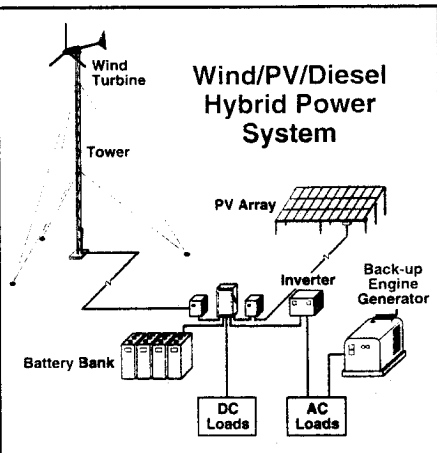 Wind/PV/Diesel
Hybrid Power
System
Wind
Turbine
Tower
PV Array
Inverter
Back-up
Engine
Generator
Battery Bank
DC
Loads
AC
Loads